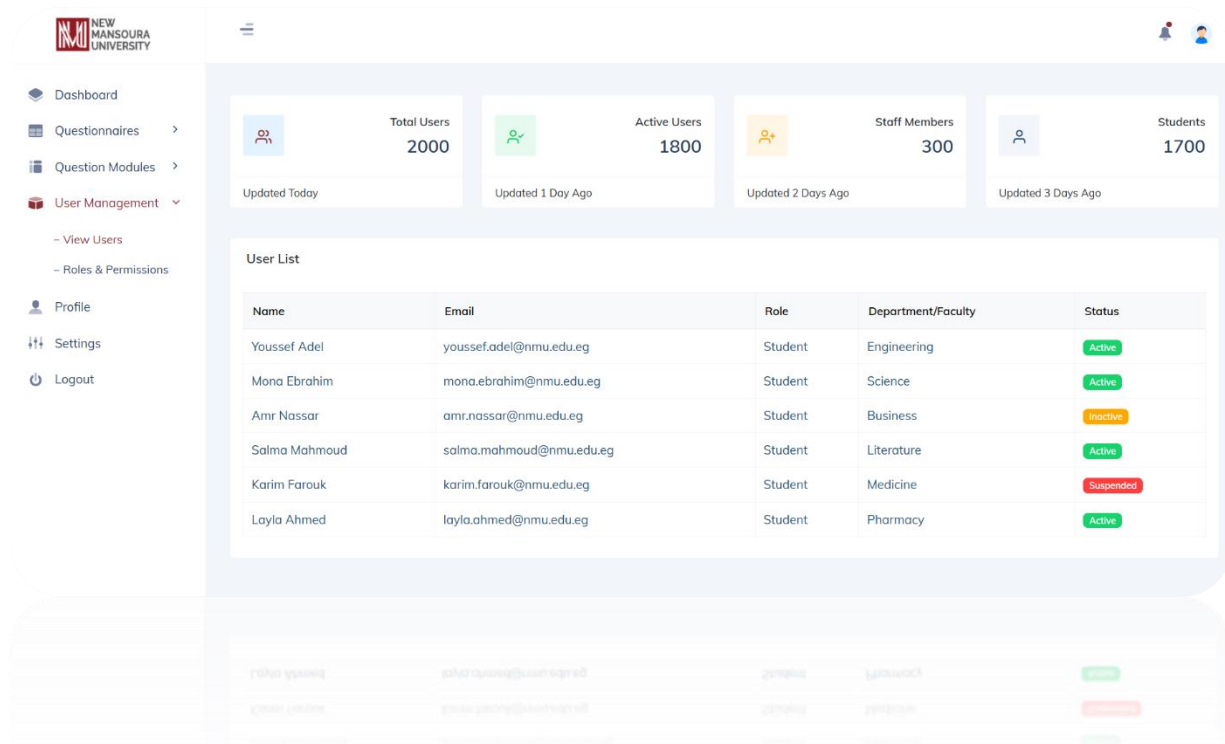 NEW
MANSOURA
UNIVERSITY
Dashboard
Questionnaires
Question Modules
User Management
– View Users
– Roles & Permissions
Profile
Settings
Logout
Total Users
2000
Updated Today
Active Users
1800
Updated 1 Day Ago
Staff Members
300
Updated 2 Days Ago
Students
1700
Updated 3 Days Ago
User List
Name Email Role Department/Faculty Status
Youssef Adel youssef.adel@nmu.edu.eg Student Engineering Active
Mona Ebrahim mona.ebrahim@nmu.edu.eg Student Science Active
Amr Nassar amr.nassar@nmu.edu.eg Student Business Inactive
Salma Mahmoud salma.mahmoud@nmu.edu.eg Student Literature Active
Karim Farouk karim.farouk@nmu.edu.eg Student Medicine Suspended
Layla Ahmed layla.ahmed@nmu.edu.eg Student Pharmacy Active